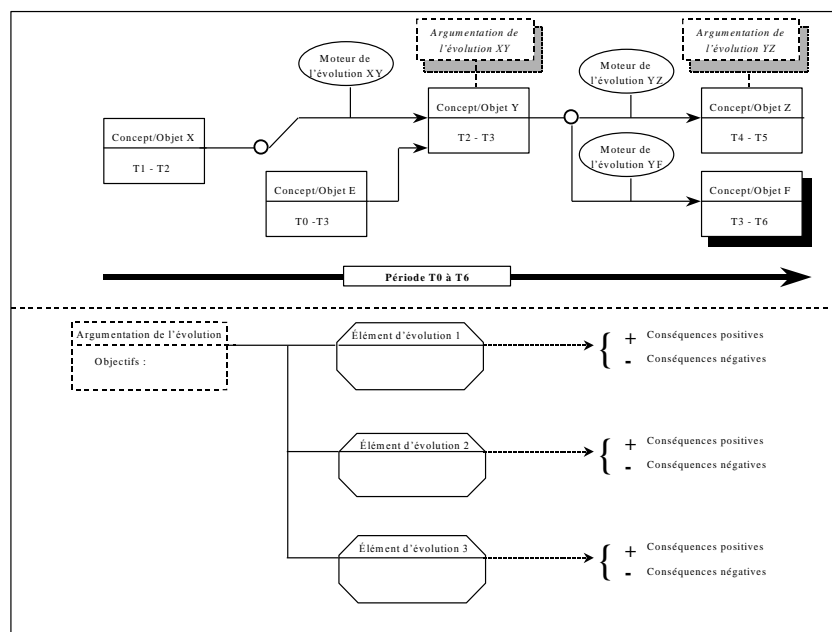 Argumentation de
l'évolution XY
Argumentation de
l'évolution YZ
Moteur de
l'évolution XY
Moteur de
l'évolution YZ
Concept/Objet X
T1 - T2
Concept/Objet Y
T2 - T3
Concept/Objet Z
T4 - T5
Moteur de
l'évolution YF
Concept/Objet E
T0 -T3
Concept/Objet F
T3 - T6
Période T0 à T6
Argumentation de l'évolution
Objectifs :
Élément d'évolution 1
+ Conséquences positives
- Conséquences négatives
Élément d'évolution 2
+ Conséquences positives
- Conséquences négatives
Élément d'évolution 3
+ Conséquences positives
- Conséquences négatives